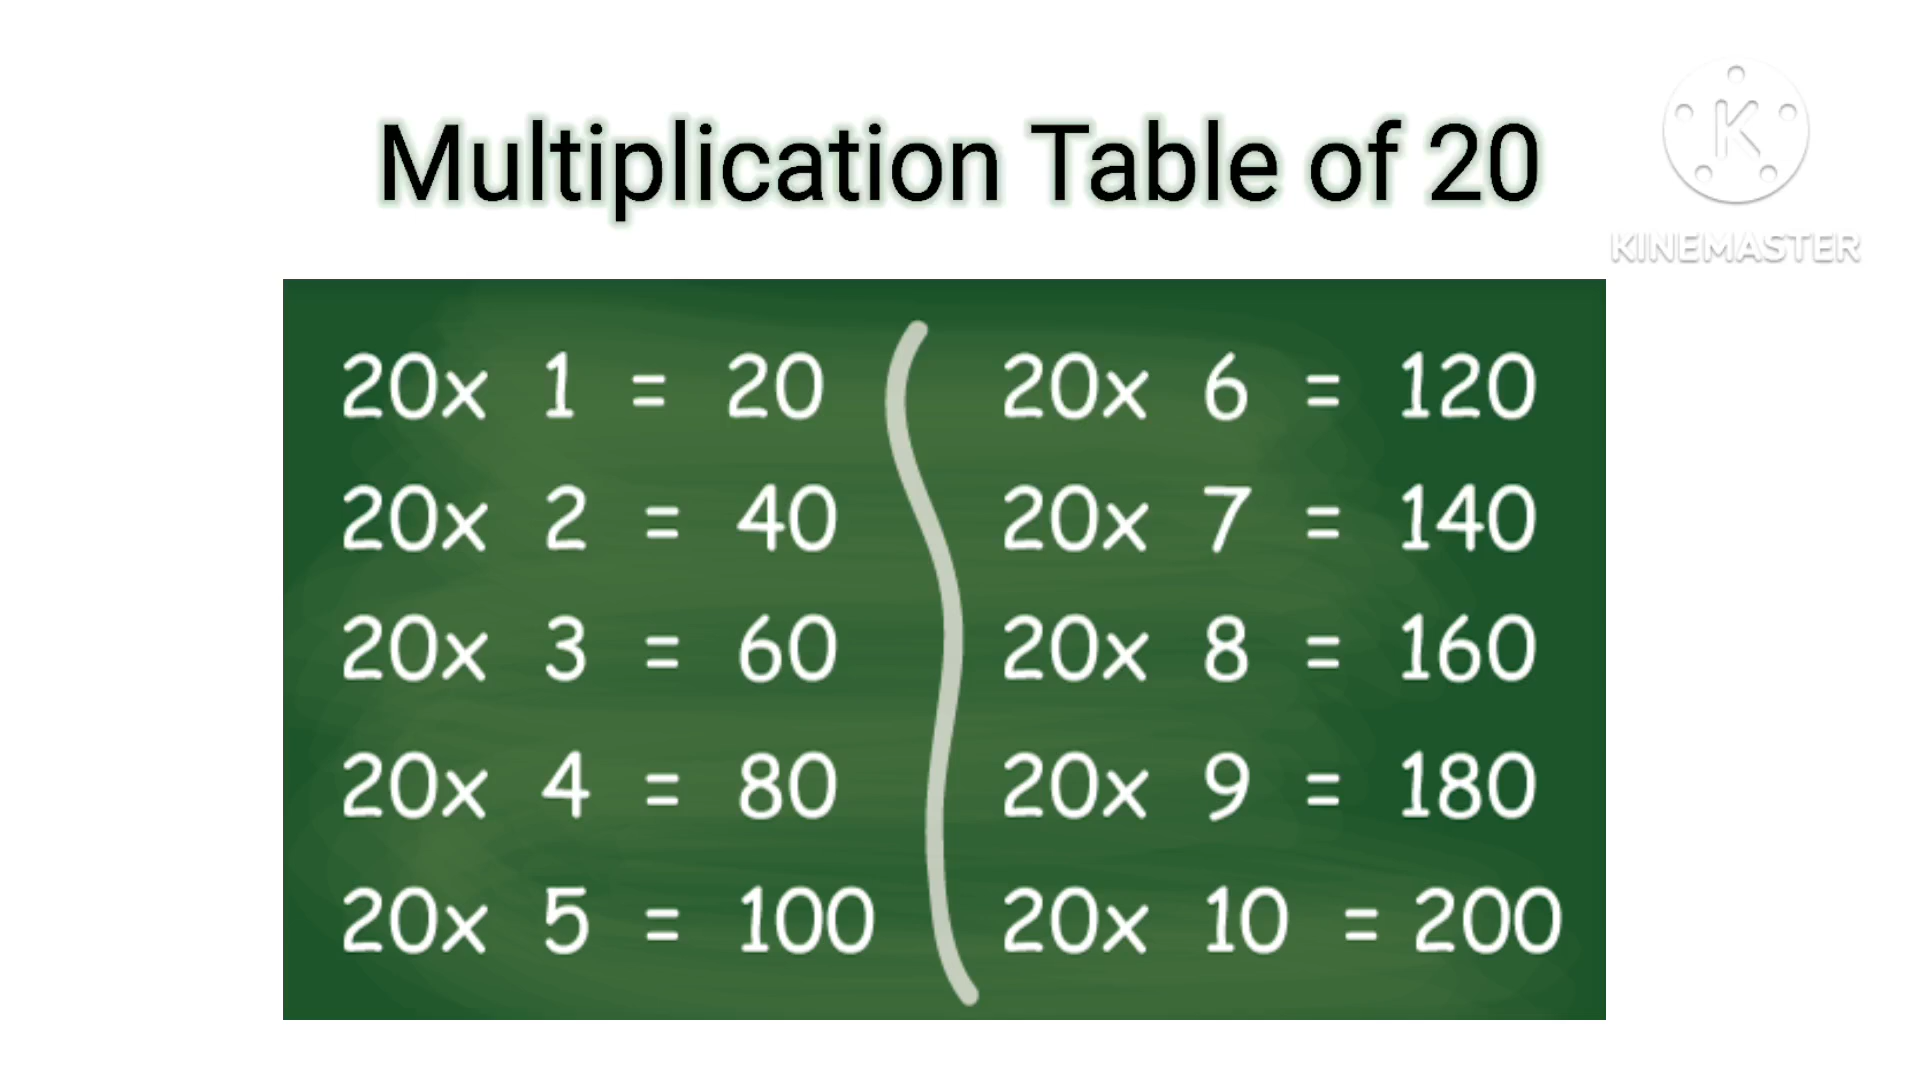 Multiplication Table of 20
K
KINEMASTER
20x 1 = 20
20x 2 = 40
20x 3 = 60
20x 4 = 80
20x 5 = 100
20x 6 = 120
20x 7 = 140
20x 8 = 160
20x 9 = 180
20x 10 = 200